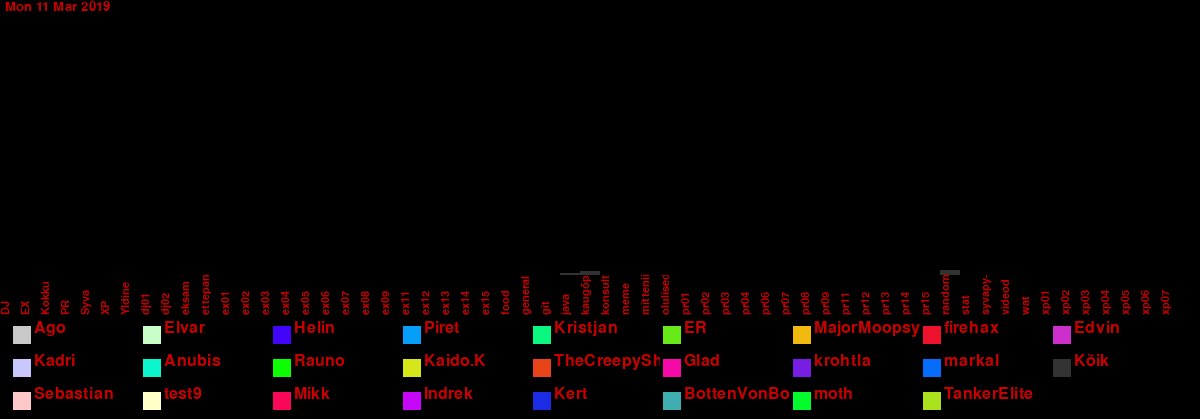 Mon 11 Mar 2019
DJ
EX
Kokku
PR
Syva
XP
Yldine
dj01
dj02
eksam
ettepan
ex01
ex02
ex03
ex04
ex05
ex06
ex07
ex08
ex09
ex11
ex12
ex13
ex14
ex15
food
general
git
java
kaugõp
konsult
meme
mittenii
olulised
pr01
pr02
pr03
pr04
pr06
pr07
pr08
pr09
pr11
pr12
pr13
pr14
pr15
random
stat
syvapy-
videod
wat
xp01
xp02
xp03
xp04
xp05
xp06
xp07
Ago Elvar Helin Piret Kristjan ER MajorMoopsy firehax Edvin
Kadri Anubis Rauno Kaido.K TheCreepySh Glad krohtla markal Kõik
Sebastian test9 Mikk Indrek Kert BottenVonBo moth TankerElite